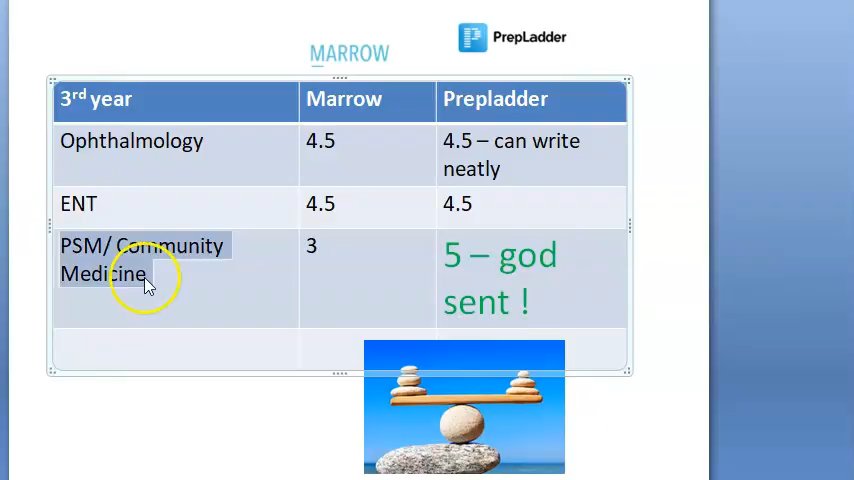 MARROW
PrepLadder
3rd year
Marrow
Prepladder
Ophthalmology
4.5
4.5 – can write
neatly
ENT
4.5
4.5
PSM/ Community
Medicine
3
5 – god
sent !